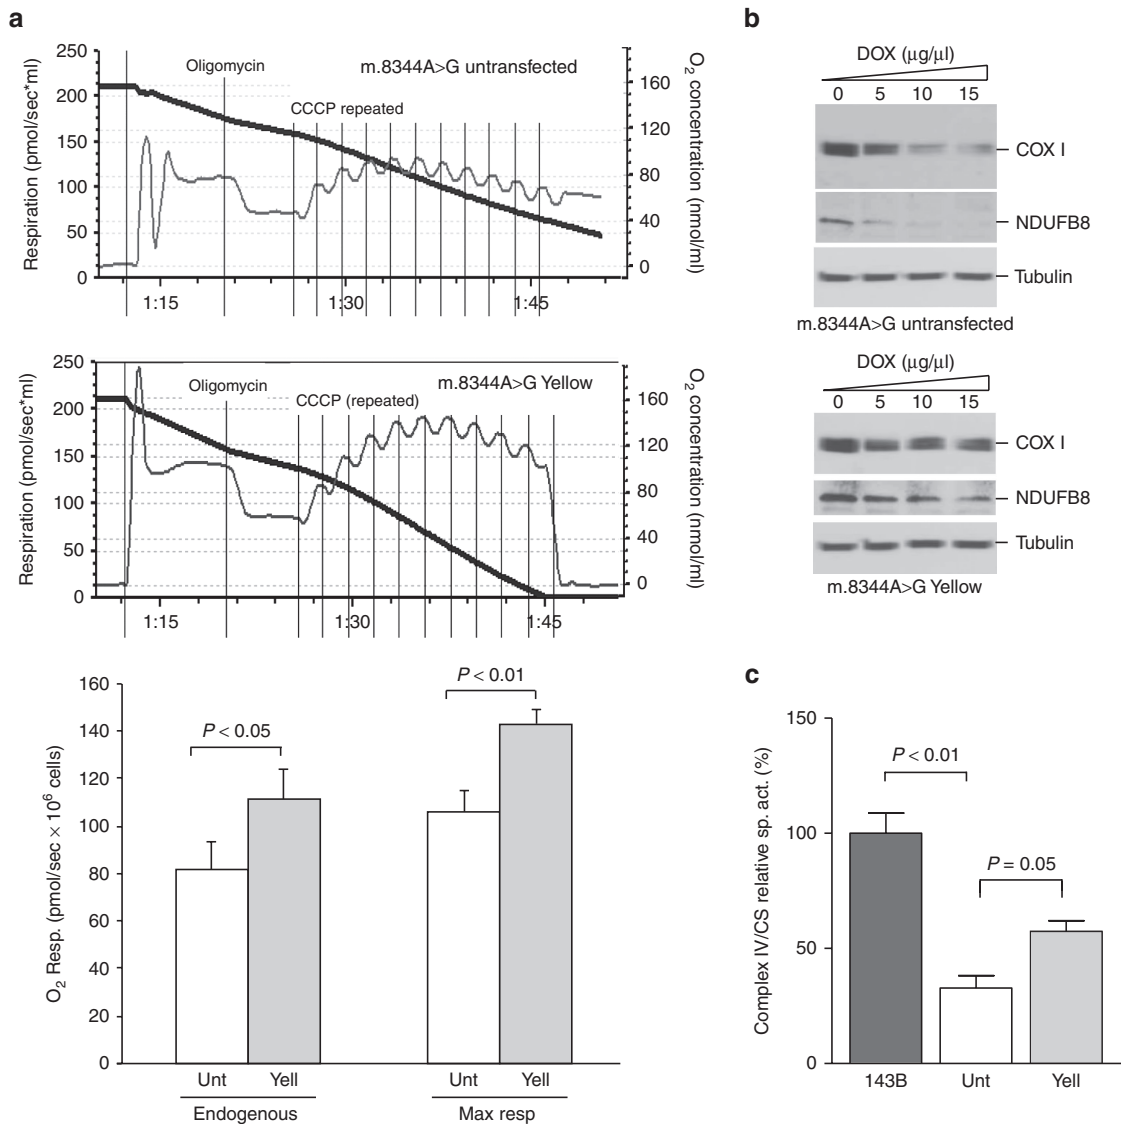 a
250
200
150
100
50
0
Respiration (pmol/sec*ml)
Oligomycin
m.8344A>G untransfected
CCCP repeated
160
120
80
40
0
O2 concentration (nmol/ml)
1:15
1:30
1:45
250
200
150
100
50
0
Respiration (pmol/sec*ml)
Oligomycin
m.8344A>G Yellow
CCCP (repeated)
160
120
80
40
0
O2 concentration (nmol/ml)
1:15
1:30
1:45
160
140
120
100
80
60
40
20
0
O2 Resp. (pmol/sec × 10⁶ cells)
P < 0.05
P < 0.01
Unt Yell
Unt Yell
Endogenous
Max resp
b
DOX (μg/μl)
0 5 10 15
COX I
NDUFB8
Tubulin
m.8344A>G untransfected
DOX (μg/μl)
0 5 10 15
COX I
NDUFB8
Tubulin
m.8344A>G Yellow
c
150
100
50
0
Complex IV/CS relative sp. act. (%)
P < 0.01
P = 0.05
143B Unt Yell